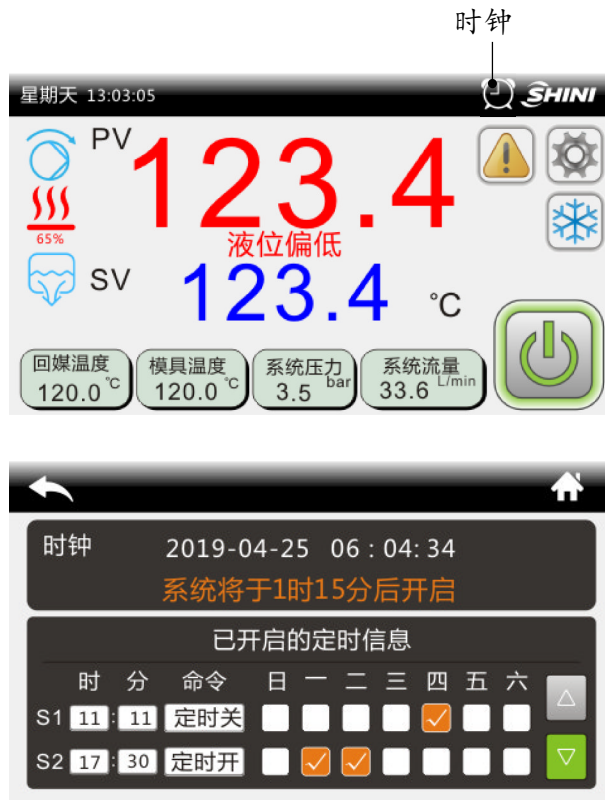 时钟
星期天 13:03:05 SHINI
PV 123.4
65%
液位偏低
SV 123.4 ℃
回媒温度 模具温度 系统压力 系统流量
120.0 ℃ 120.0 ℃ 3.5 bar 33.6 L/min
时钟 2019-04-25 06 : 04: 34
系统将于1时15分后开启
已开启的定时信息
时 分 命令 日 一 二 三 四 五 六
S1 11 : 11 定时关
S2 17 : 30 定时开